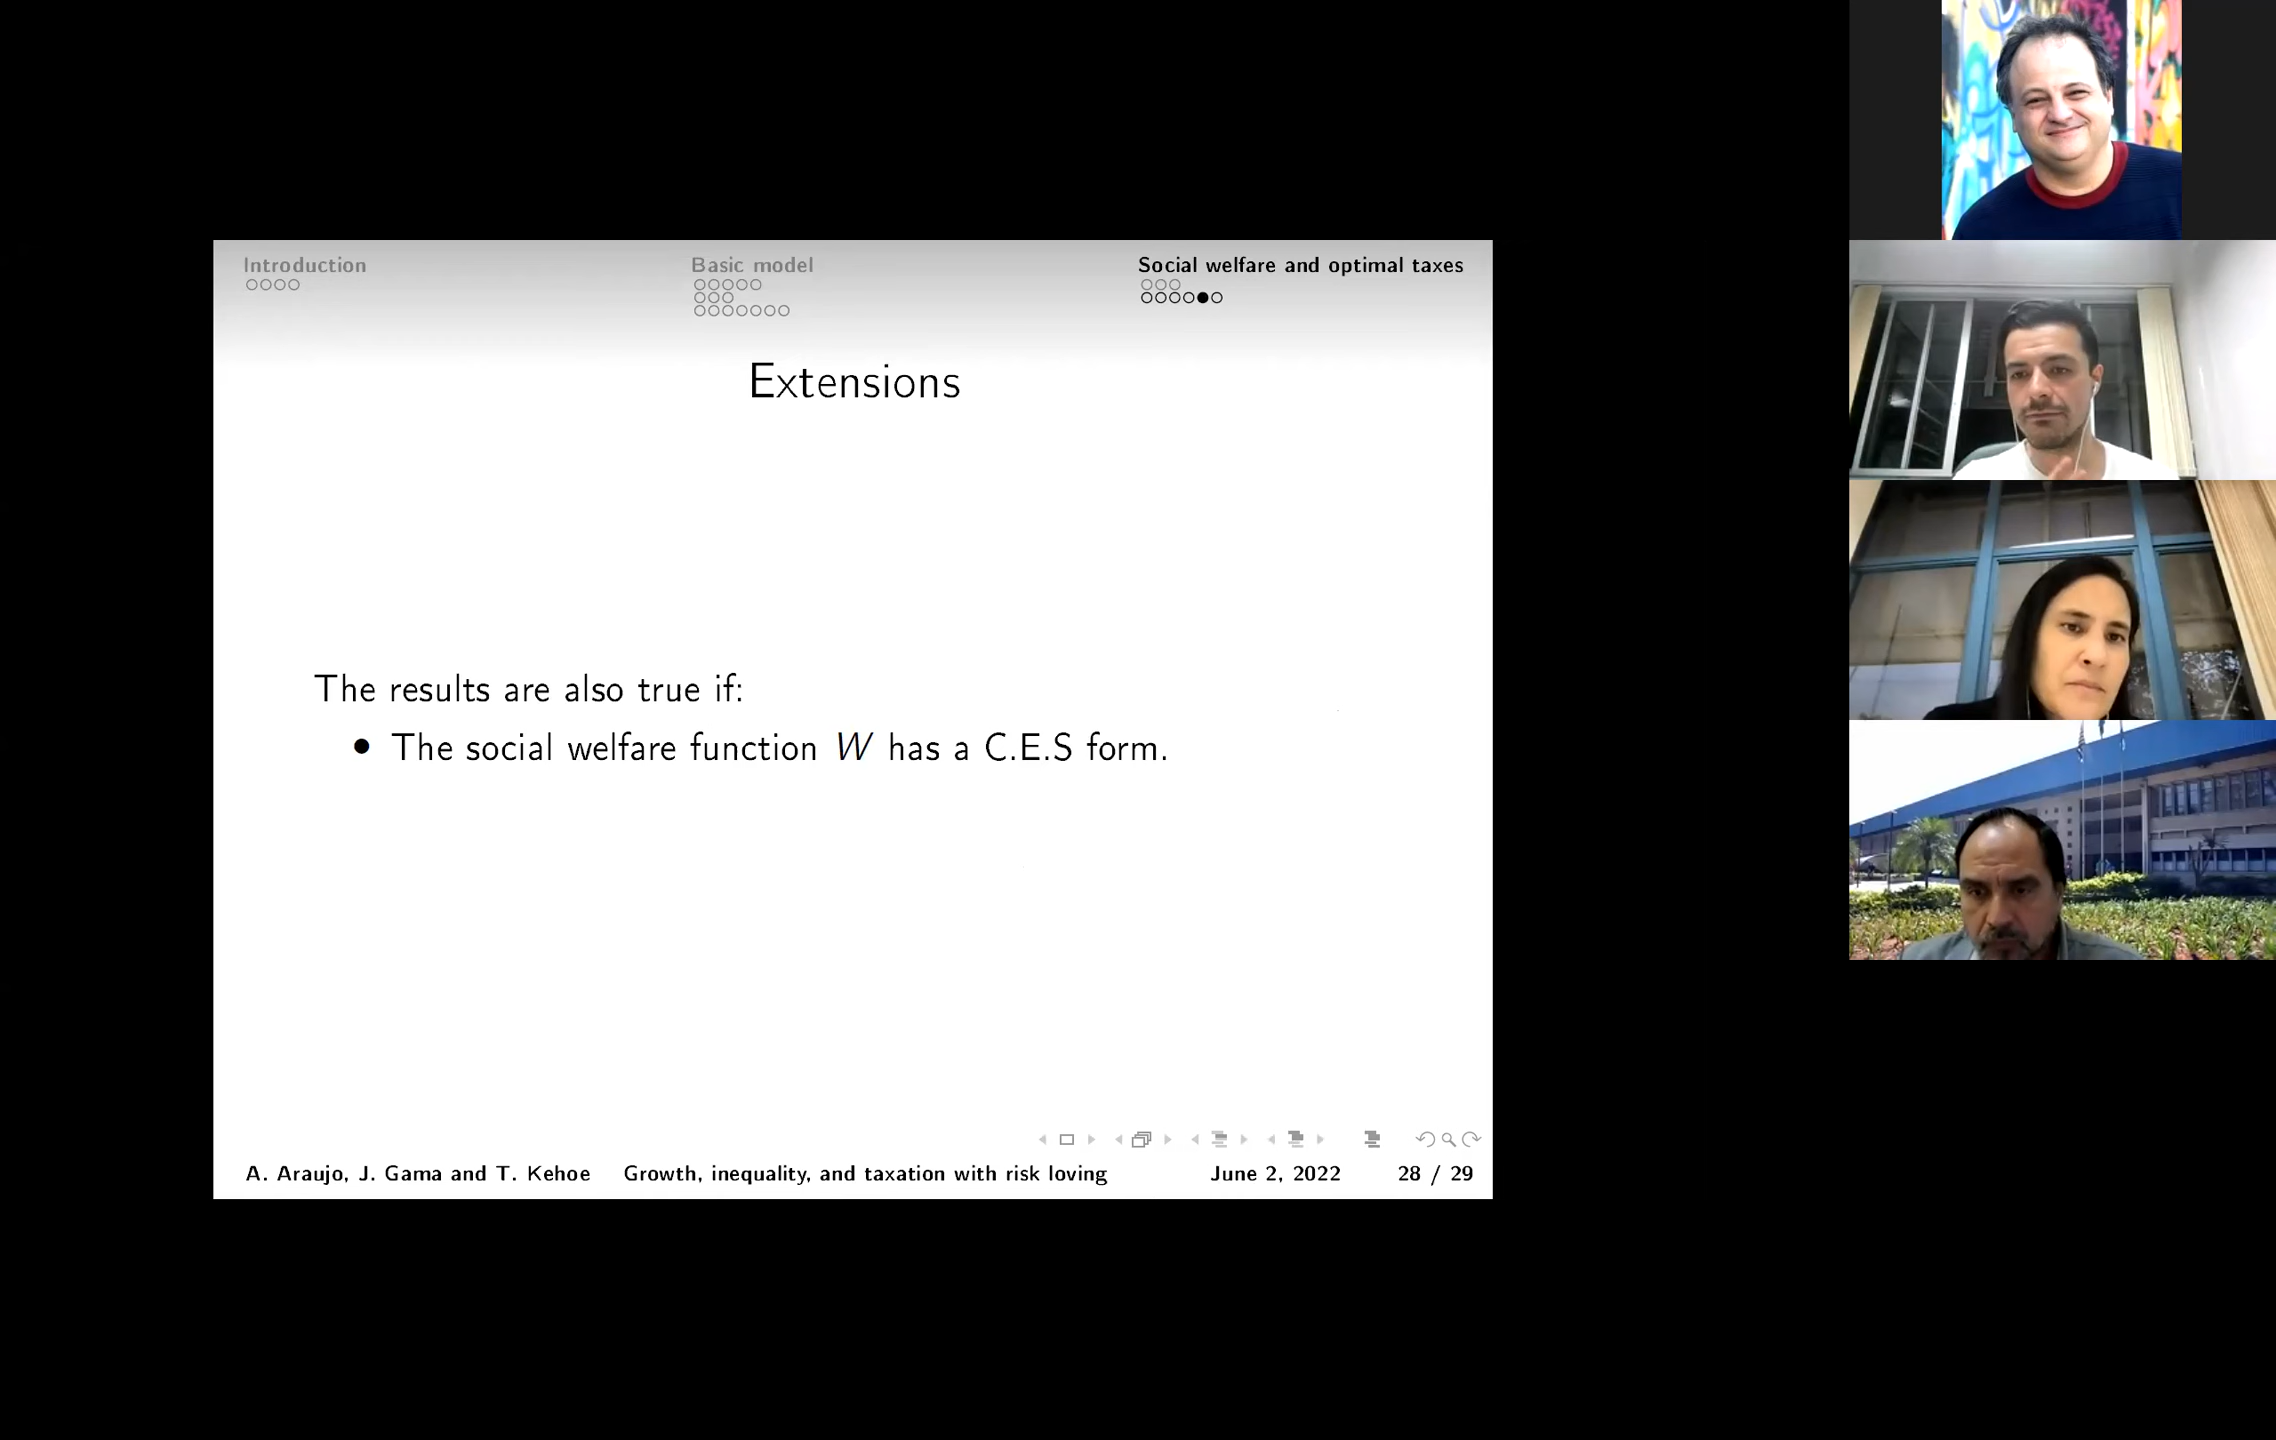 Introduction
Basic model
Social welfare and optimal taxes
Extensions
The results are also true if:
• The social welfare function W has a C.E.S form.
A. Araujo, J. Gama and T. Kehoe Growth, inequality, and taxation with risk loving June 2, 2022 28 / 29